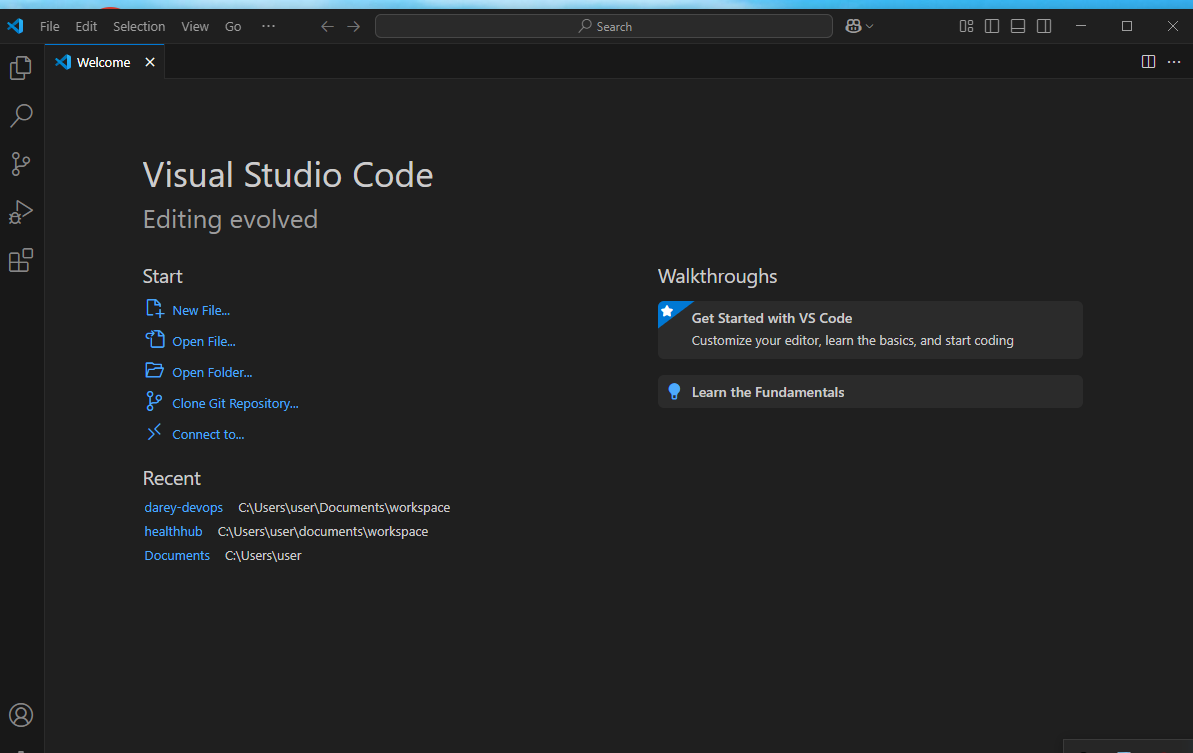 File Edit Selection View Go ··· Search
Welcome
Visual Studio Code
Editing evolved
Start
New File...
Open File...
Open Folder...
Clone Git Repository...
Connect to...
Recent
darey-devops C:\Users\user\Documents\workspace
healthhub C:\Users\user\documents\workspace
Documents C:\Users\user
Walkthroughs
Get Started with VS Code
Customize your editor, learn the basics, and start coding
Learn the Fundamentals